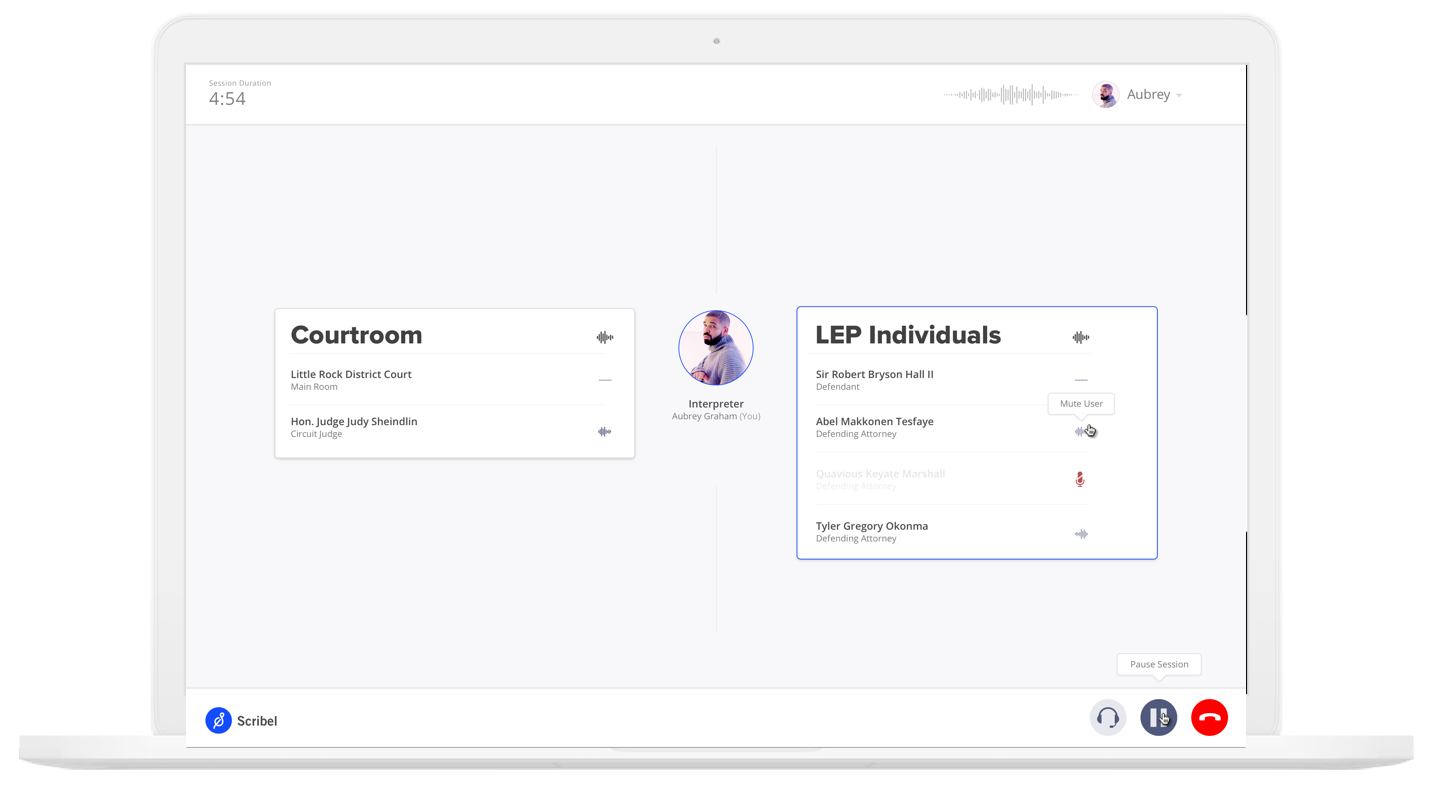 Session Duration
4:54
Aubrey
Courtroom
Little Rock District Court
Main Room
Hon. Judge Judy Sheindlin
Circuit Judge
Interpreter
Aubrey Graham (You)
LEP Individuals
Sir Robert Bryson Hall II
Defendant
Mute User
Abel Makkonen Tesfaye
Defending Attorney
Quavious Keyate Marshall
Defending Attorney
Tyler Gregory Okonma
Defending Attorney
Pause Session
Scribel